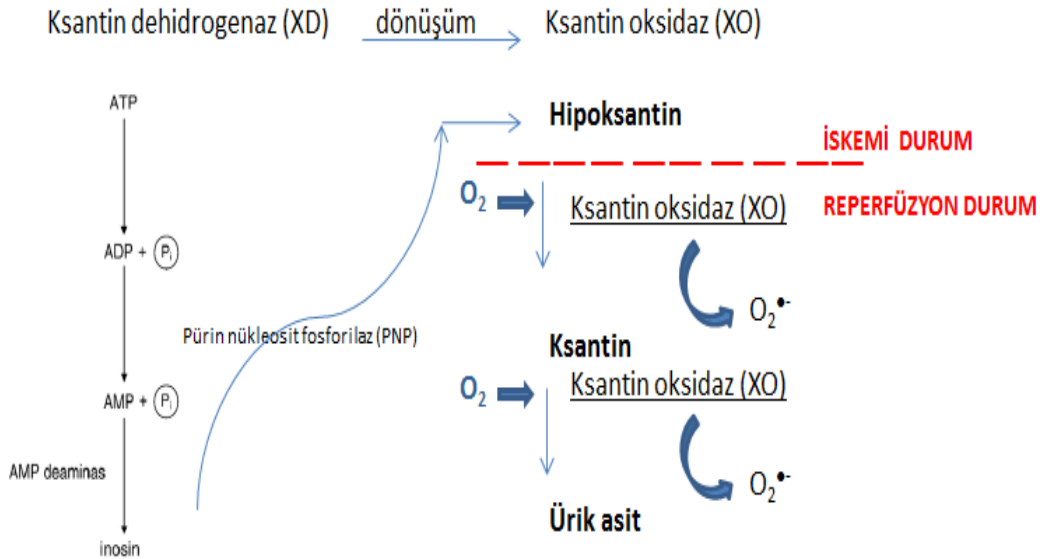 Ksantin dehidrogenaz (XD) dönüşüm Ksantin oksidaz (XO)
ATP
Hipoksantin
İSKEMİ DURUM
O₂ Ksantin oksidaz (XO) REPERFÜZYON DURUM
ADP + Pᵢ
O₂•-
Pürin nükleosit fosforilaz (PNP)
Ksantin
O₂ Ksantin oksidaz (XO)
AMP + Pᵢ
AMP deaminas
O₂•-
Ürik asit
inosin